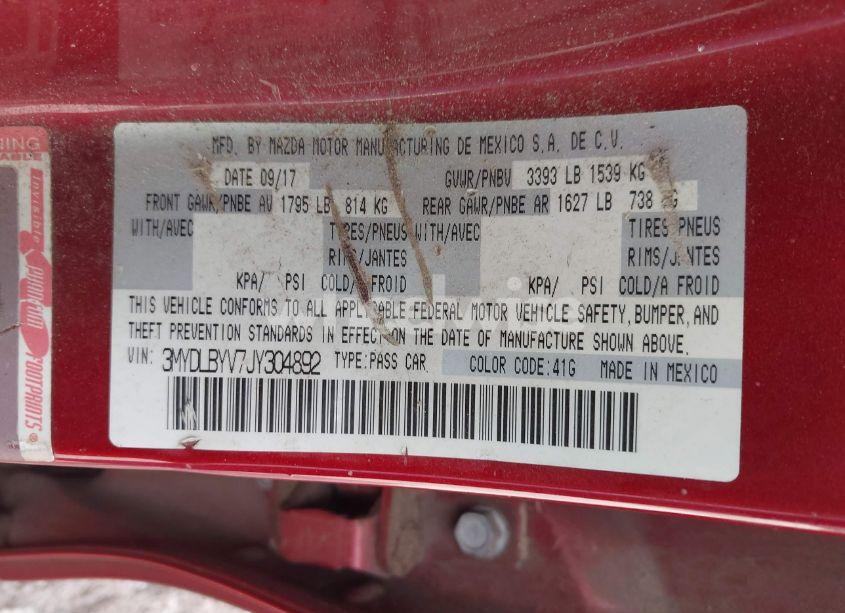 MFD. BY MAZDA MOTOR MANUFACTURING DE MEXICO S.A. DE C.V.
DATE 09/17 GVWR/PNBV 3393 LB 1539 KG
FRONT GAWR/PNBE AV 1795 LB 814 KG REAR GAWR/PNBE AR 1627 LB 738 KG
WITH/AVEC TIRES/PNEUS WITH/AVEC TIRES PNEUS
RIMS/JANTES RIMS/JANTES
KPA/ PSI COLD/A FROID KPA/ PSI COLD/A FROID
THIS VEHICLE CONFORMS TO ALL APPLICABLE FEDERAL MOTOR VEHICLE SAFETY, BUMPER, AND
THEFT PREVENTION STANDARDS IN EFFECT ON THE DATE OF MANUFACTURE SHOWN ABOVE.
VIN: 3MYDLBYV7JY304892 TYPE:PASS CAR COLOR CODE:41G MADE IN MEXICO
Invisible
FOOTPRINTS®